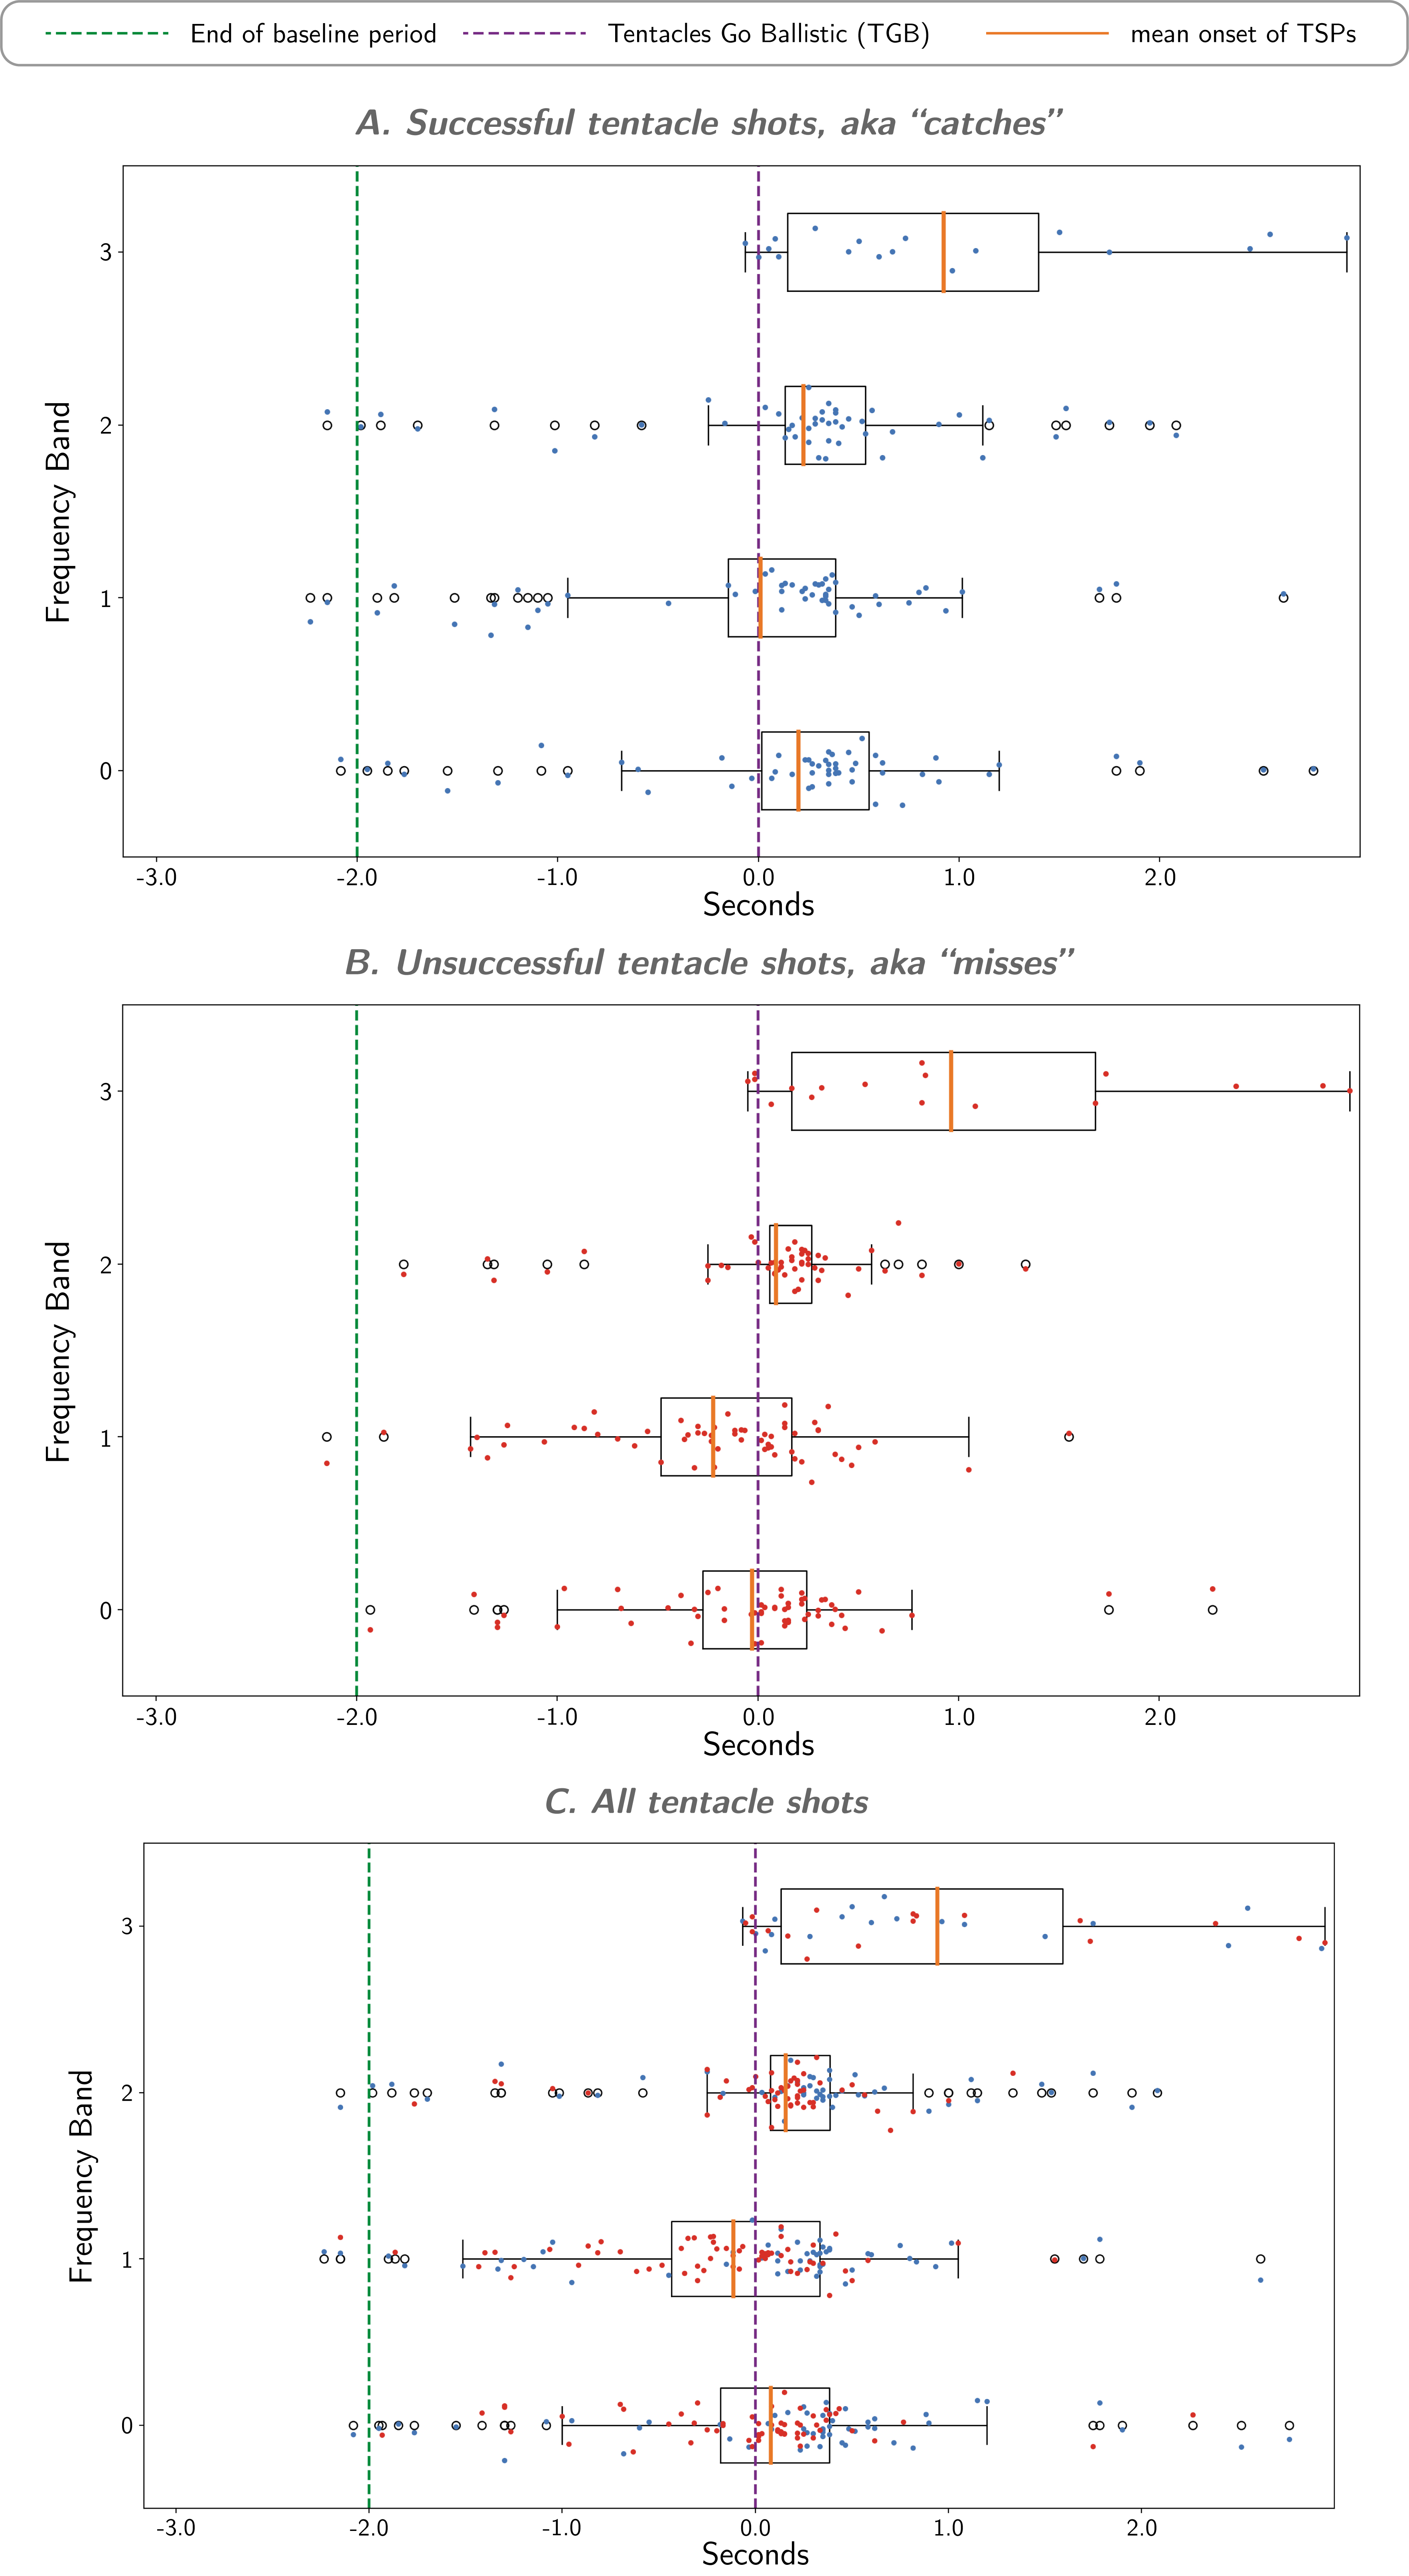 End of baseline period Tentacles Go Ballistic (TGB) mean onset of TSPs
A. Successful tentacle shots, aka “catches”
Frequency Band
3
2
1
0
-3.0 -2.0 -1.0 0.0 1.0 2.0
Seconds
B. Unsuccessful tentacle shots, aka “misses”
Frequency Band
3
2
1
0
-3.0 -2.0 -1.0 0.0 1.0 2.0
Seconds
C. All tentacle shots
Frequency Band
3
2
1
0
-3.0 -2.0 -1.0 0.0 1.0 2.0
Seconds